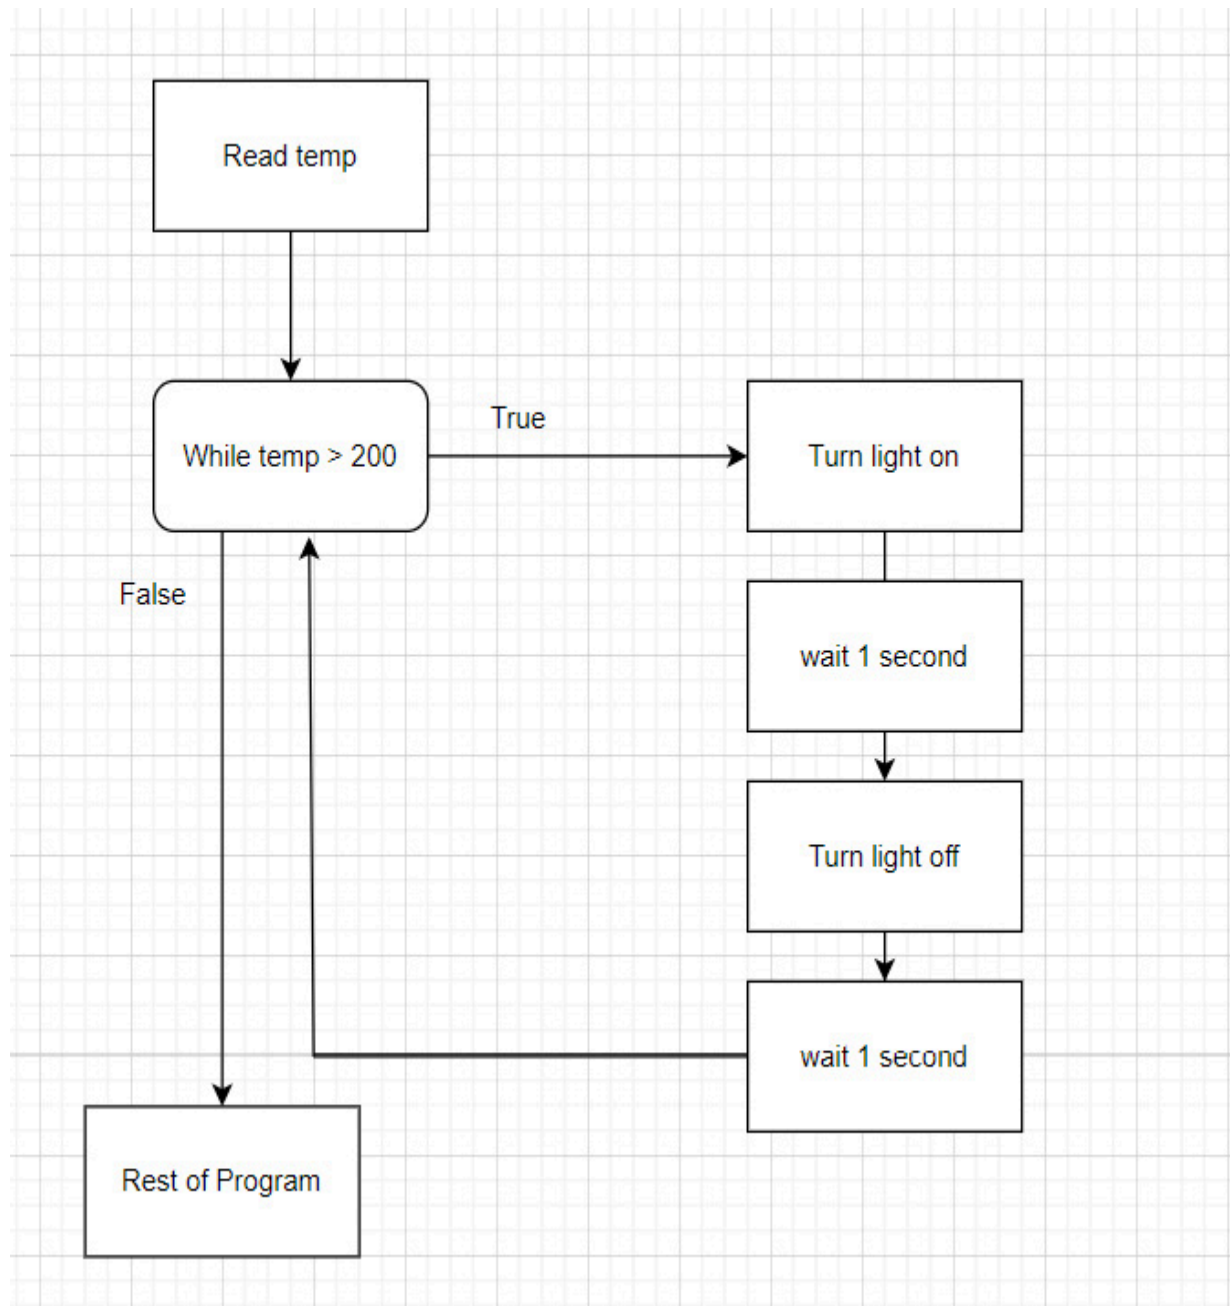 Read temp
While temp > 200
True
Turn light on
False
wait 1 second
Turn light off
wait 1 second
Rest of Program